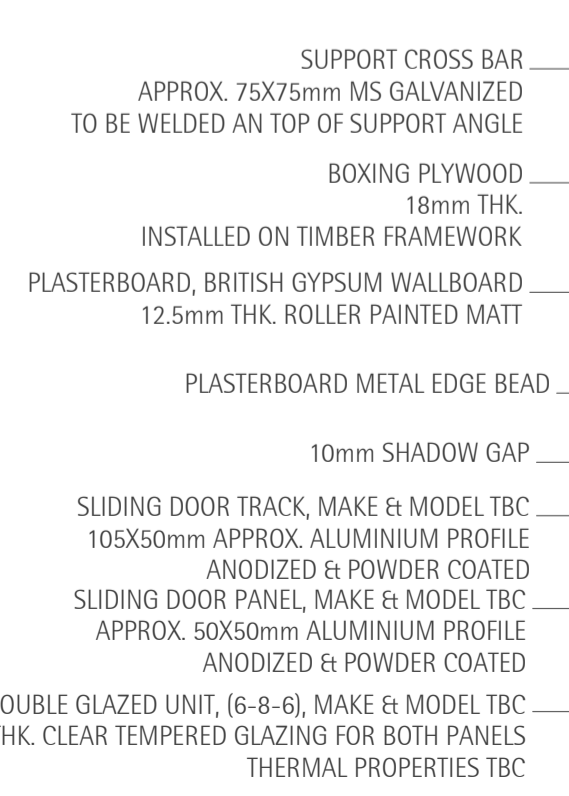 SUPPORT CROSS BAR
APPROX. 75X75mm MS GALVANIZED
TO BE WELDED AN TOP OF SUPPORT ANGLE
BOXING PLYWOOD
18mm THK.
INSTALLED ON TIMBER FRAMEWORK
PLASTERBOARD, BRITISH GYPSUM WALLBOARD
12.5mm THK. ROLLER PAINTED MATT
PLASTERBOARD METAL EDGE BEAD
10mm SHADOW GAP
SLIDING DOOR TRACK, MAKE & MODEL TBC
105X50mm APPROX. ALUMINIUM PROFILE
ANODIZED & POWDER COATED
SLIDING DOOR PANEL, MAKE & MODEL TBC
APPROX. 50X50mm ALUMINIUM PROFILE
ANODIZED & POWDER COATED
OUBLE GLAZED UNIT, (6-8-6), MAKE & MODEL TBC
HK. CLEAR TEMPERED GLAZING FOR BOTH PANELS
THERMAL PROPERTIES TBC